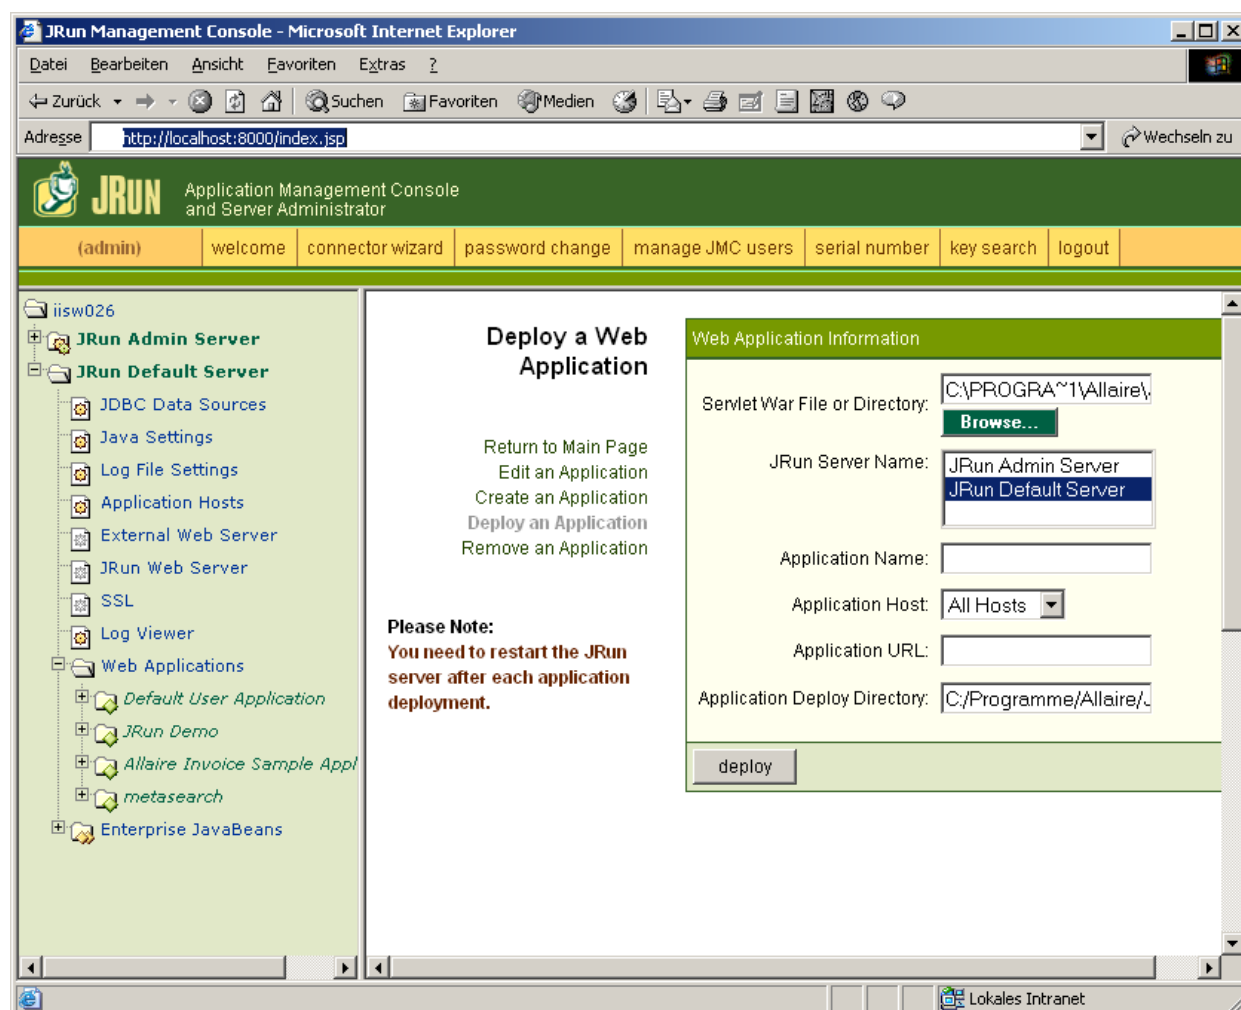 JRun Management Console - Microsoft Internet Explorer
Datei Bearbeiten Ansicht Favoriten Extras ?
Zurück Suchen Favoriten Medien
Adresse http://localhost:8000/index.jsp Wechseln zu
JRUN Application Management Console
and Server Administrator
(admin) welcome connector wizard password change manage JMC users serial number key search logout
iisw026
JRun Admin Server
JRun Default Server
JDBC Data Sources
Java Settings
Log File Settings
Application Hosts
External Web Server
JRun Web Server
SSL
Log Viewer
Web Applications
Default User Application
JRun Demo
Allaire Invoice Sample Appl
metasearch
Enterprise JavaBeans
Deploy a Web
Application
Return to Main Page
Edit an Application
Create an Application
Deploy an Application
Remove an Application
Please Note:
You need to restart the JRun
server after each application
deployment.
Web Application Information
Servlet War File or Directory: C:\PROGRA~1\Allaire\
Browse...
JRun Server Name: JRun Admin Server
JRun Default Server
Application Name:
Application Host: All Hosts
Application URL:
Application Deploy Directory: C:/Programme/Allaire/
deploy
Lokales Intranet